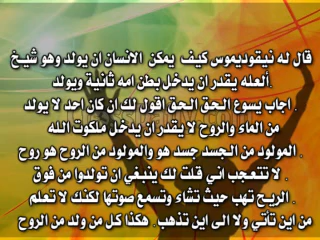 قال له نيقوديموس كيف يمكن الانسان ان يولد وهو شيخ
.ألعله يقدر ان يدخل بطن امه ثانية ويولد
. اجاب يسوع الحق الحق اقول لك ان كان احد لا يولد
من الماء والروح لا يقدر ان يدخل ملكوت الله
. المولود من الجسد جسد هو والمولود من الروح هو روح
. لا تتعجب اني قلت لك ينبغي ان تولدوا من فوق
. الريح تهب حيث تشاء وتسمع صوتها لكنك لا تعلم
من اين تأتي ولا الى اين تذهب. هكذا كل من ولد من الروح